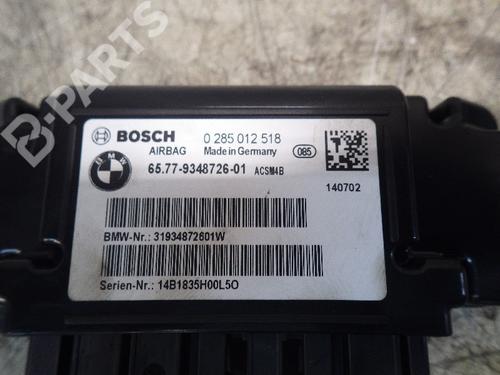 B-PARTS
BOSCH 0 285 012 518
AIRBAG Made in Germany 085
BMW 65.77-9348726-01 ACSM4B
140702
BMW-Nr.: 31934872601W
Serien-Nr.: 14B1835H00L5O